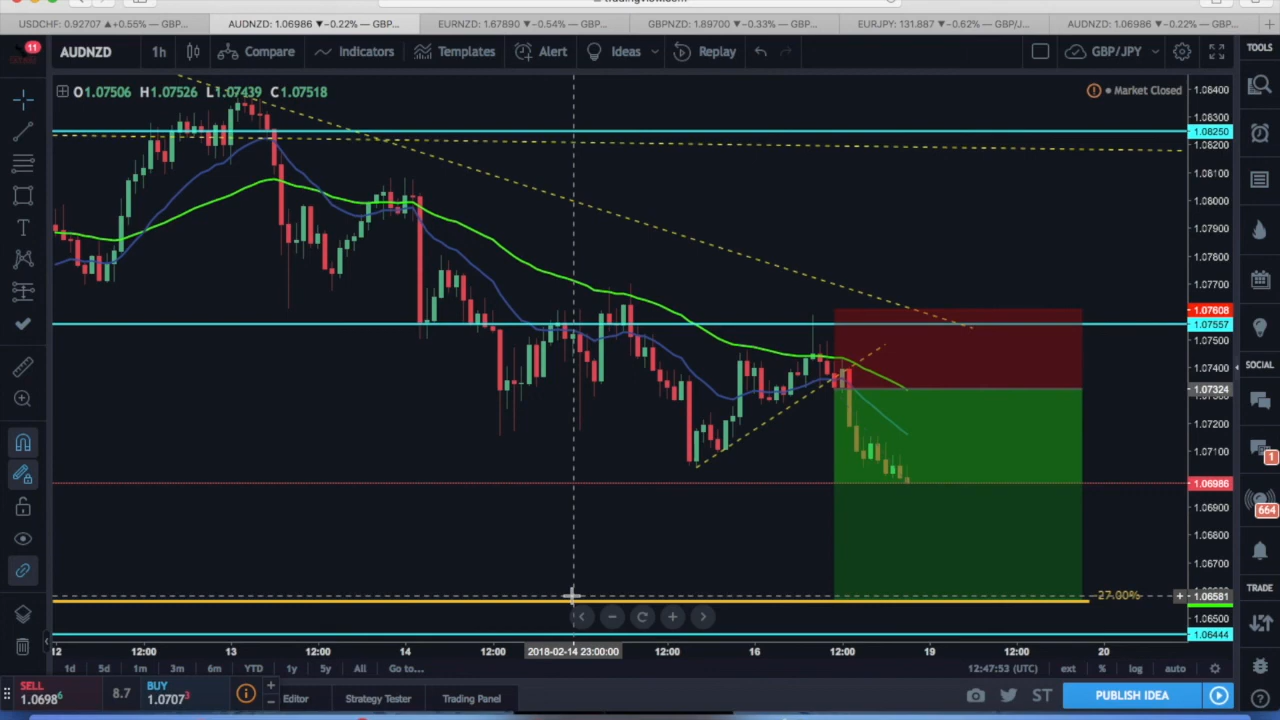 tradingview.com
USDCHF: 0.92707 ▲+0.55% — GBP...
AUDNZD: 1.06986 ▼−0.22% — GBP...
EURNZD: 1.67890 ▼−0.54% — GBP...
GBPNZD: 1.89700 ▼−0.33% — GBP...
EURJPY: 131.887 ▼−0.62% — GBP/J...
AUDNZD: 1.06986 ▼−0.22% — GBP...
11
AUDNZD
1h
Compare
Indicators
Templates
Alert
Ideas
Replay
GBP/JPY
TOOLS
O1.07506 H1.07526 L1.07439 C1.07518
Market Closed
1.08400
1.08300
1.08250
1.08200
1.08100
1.08000
1.07900
1.07800
1.07700
1.07608
1.07557
1.07500
1.07400
1.07324
1.07200
1.07100
1.06986
1.06900
1.06800
1.06700
27.00%
1.06581
1.06500
1.06444
SOCIAL
1
664
TRADE
12
12:00
13
12:00
14
12:00
2018-02-14 23:00:00
12:00
16
12:00
19
12:00
20
1d
5d
1m
3m
6m
YTD
1y
5y
All
Go to...
12:47:53 (UTC)
ext
%
log
auto
SELL
1.06986
8.7
BUY
1.07073
Editor
Strategy Tester
Trading Panel
ST
PUBLISH IDEA